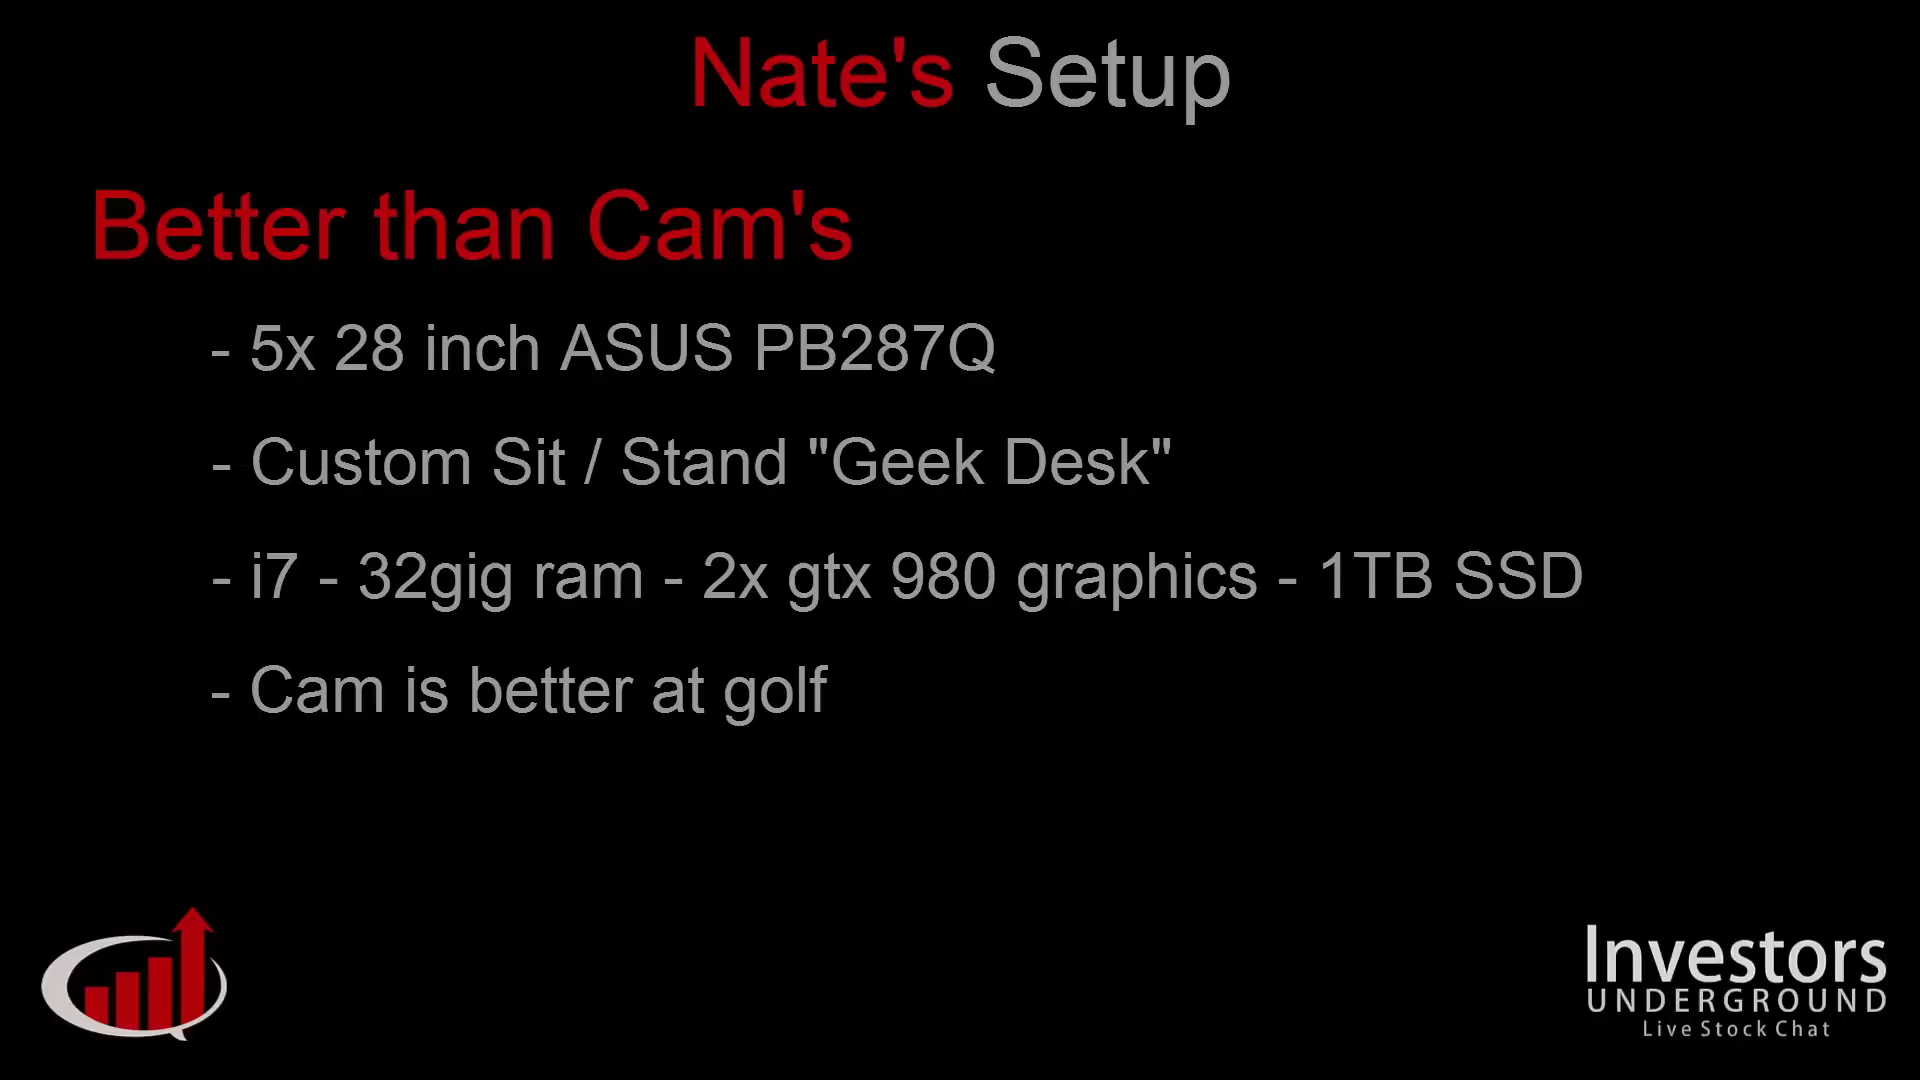 Nate's Setup
Better than Cam's
- 5x 28 inch ASUS PB287Q
- Custom Sit / Stand "Geek Desk"
- i7 - 32gig ram - 2x gtx 980 graphics - 1TB SSD
- Cam is better at golf
Investors
UNDERGROUND
Live Stock Chat